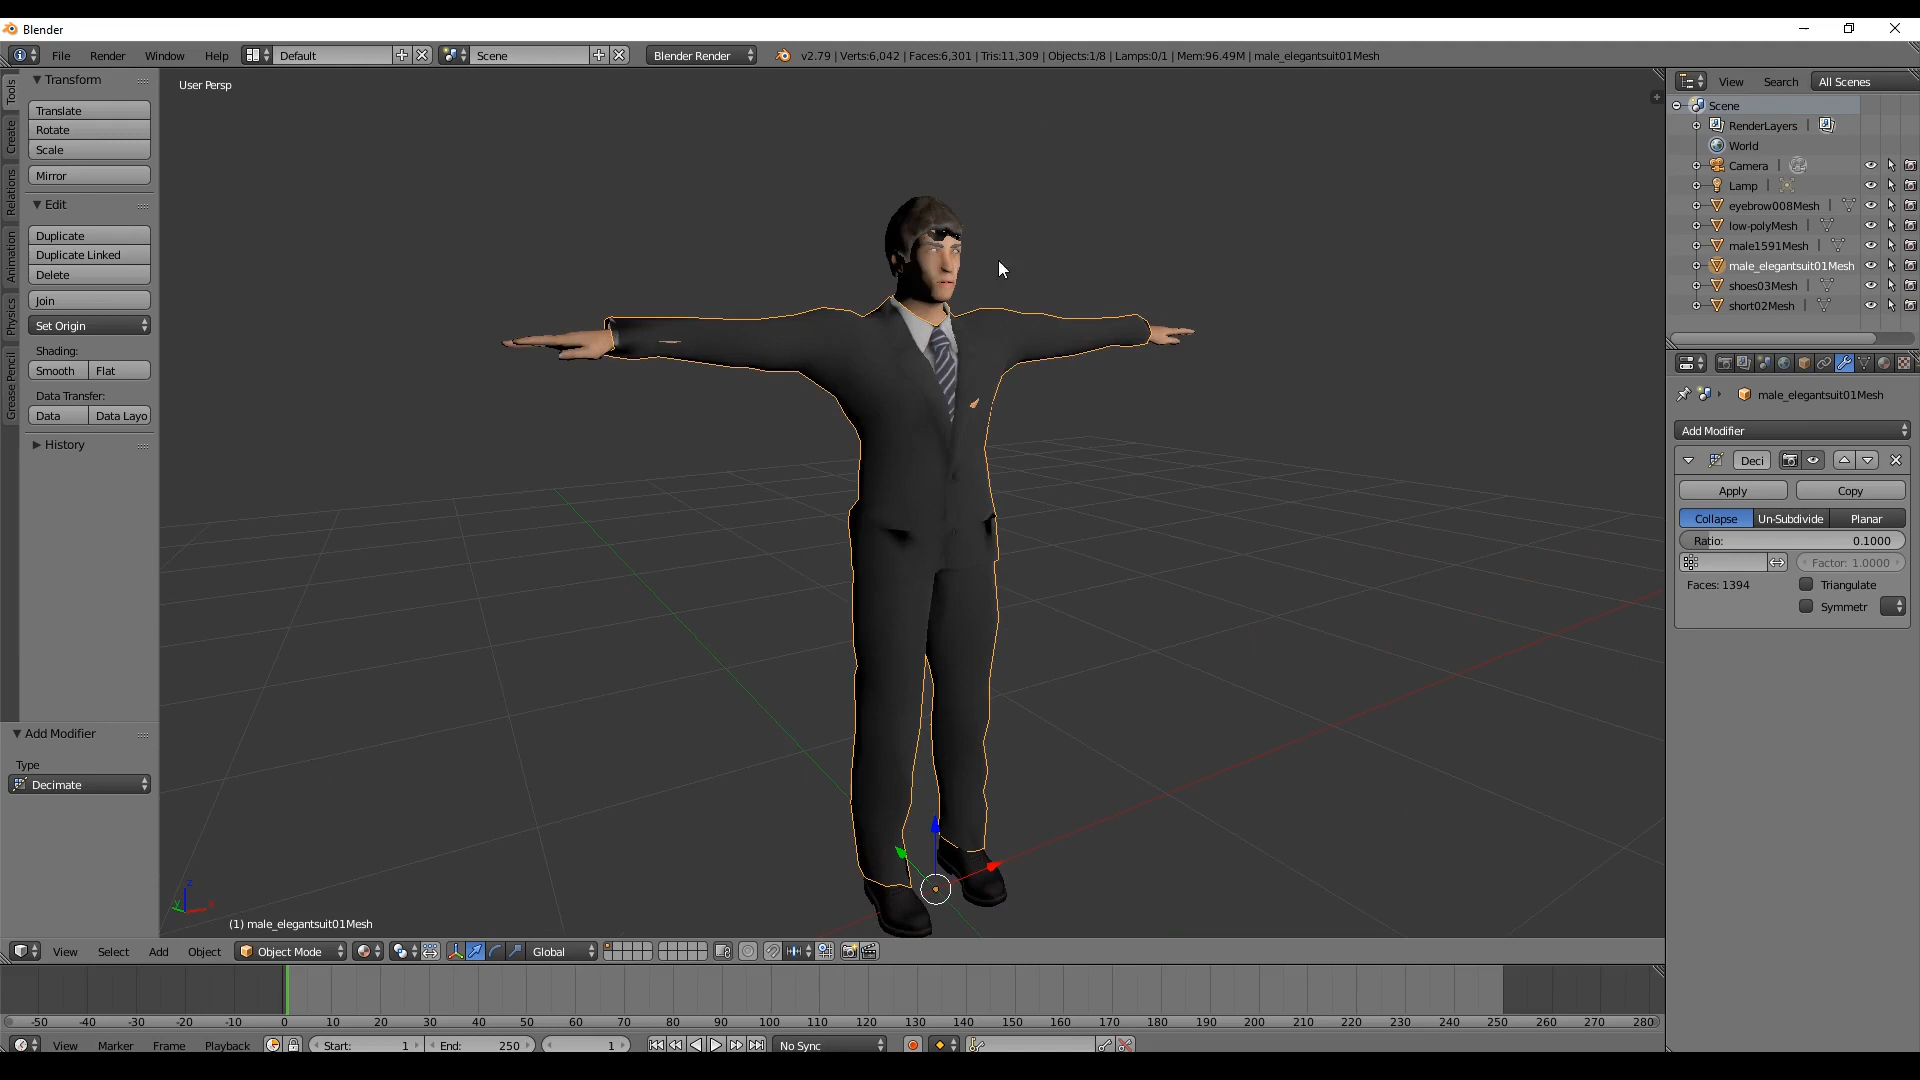 Blender
File Render Window Help Default Scene Blender Render v2.79 | Verts:6,042 | Faces:6,301 | Tris:11,309 | Objects:1/8 | Lamps:0/1 | Mem:96.49M | male_elegantsuit01Mesh
Tools
Create
Relations
Animation
Physics
Grease Pencil
Transform
Translate
Rotate
Scale
Mirror
Edit
Duplicate
Duplicate Linked
Delete
Join
Set Origin
Shading:
Smooth Flat
Data Transfer:
Data Data Layo
History
Add Modifier
Type
Decimate
User Persp
z
y x
(1) male_elegantsuit01Mesh
View Search All Scenes
Scene
RenderLayers
World
Camera
Lamp
eyebrow008Mesh
low-polyMesh
male1591Mesh
male_elegantsuit01Mesh
shoes03Mesh
short02Mesh
male_elegantsuit01Mesh
Add Modifier
Deci
Apply Copy
Collapse Un-Subdivide Planar
Ratio: 0.1000
Factor: 1.0000
Faces: 1394 Triangulate
Symmetr
View Select Add Object Object Mode Global
-50 -40 -30 -20 -10 0 10 20 30 40 50 60 70 80 90 100 110 120 130 140 150 160 170 180 190 200 210 220 230 240 250 260 270 280
View Marker Frame Playback Start: 1 End: 250 1 No Sync